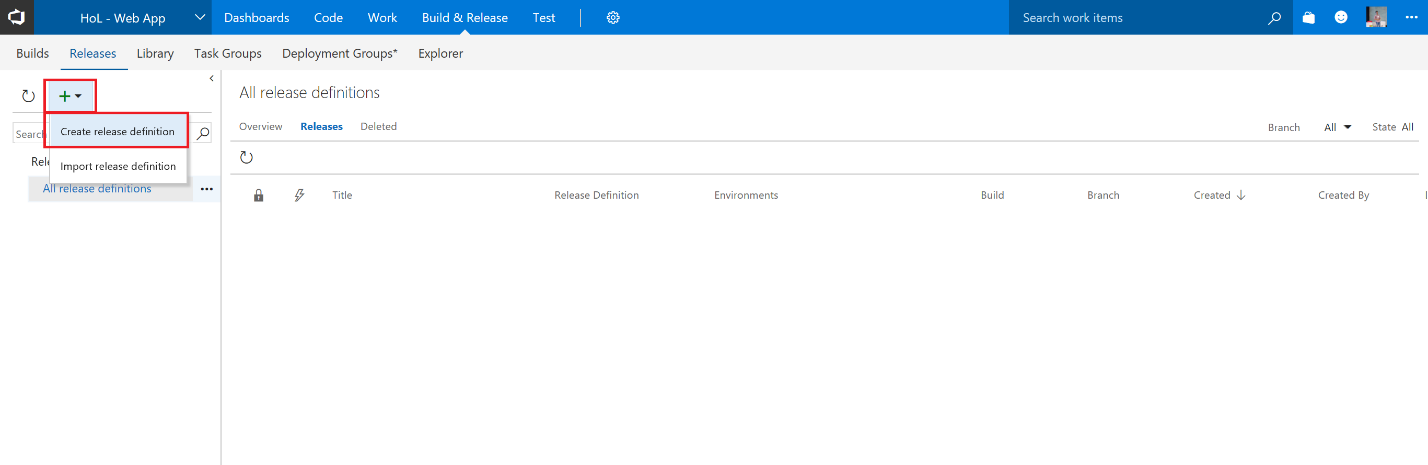 HoL - Web App Dashboards Code Work Build & Release Test Search work items
Builds Releases Library Task Groups Deployment Groups* Explorer
All release definitions
Overview Releases Deleted Branch All State All
Search
Create release definition
Import release definition
All release definitions
Title Release Definition Environments Build Branch Created Created By